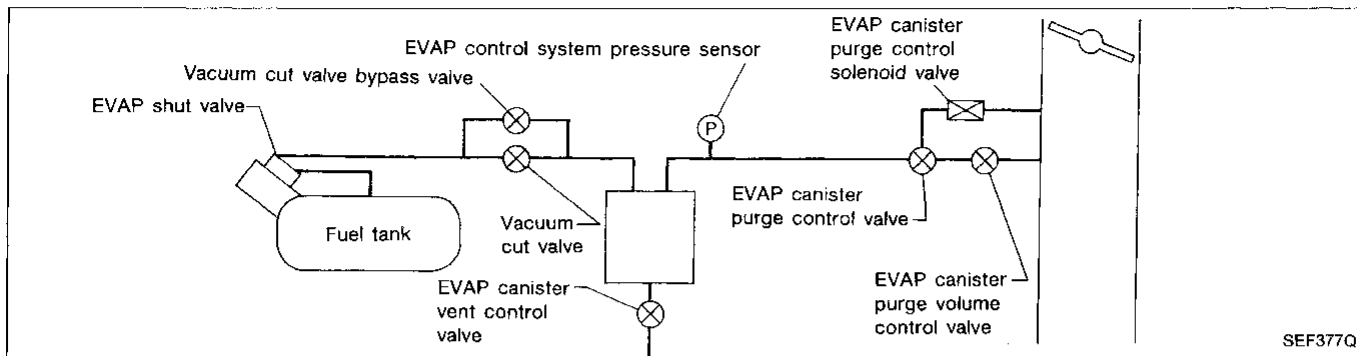 EVAP control system pressure sensor
Vacuum cut valve bypass valve
EVAP shut valve
EVAP canister
purge control
solenoid valve
P
Fuel tank
Vacuum
cut valve
EVAP canister
purge control valve
EVAP canister
vent control
valve
EVAP canister
purge volume
control valve
SEF377Q